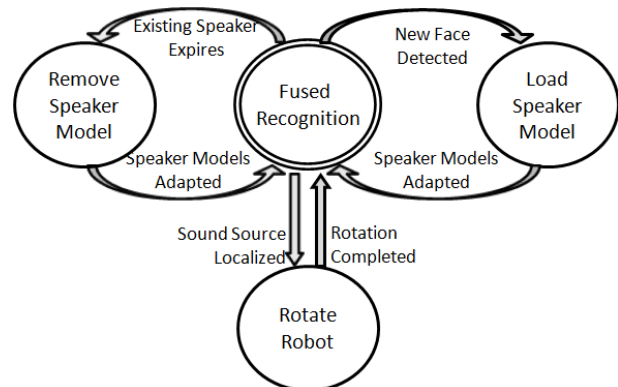 Existing Speaker
Expires
New Face
Detected
Remove
Speaker
Model
Fused
Recognition
Load
Speaker
Model
Speaker Models
Adapted
Speaker Models
Adapted
Sound Source
Localized
Rotation
Completed
Rotate
Robot